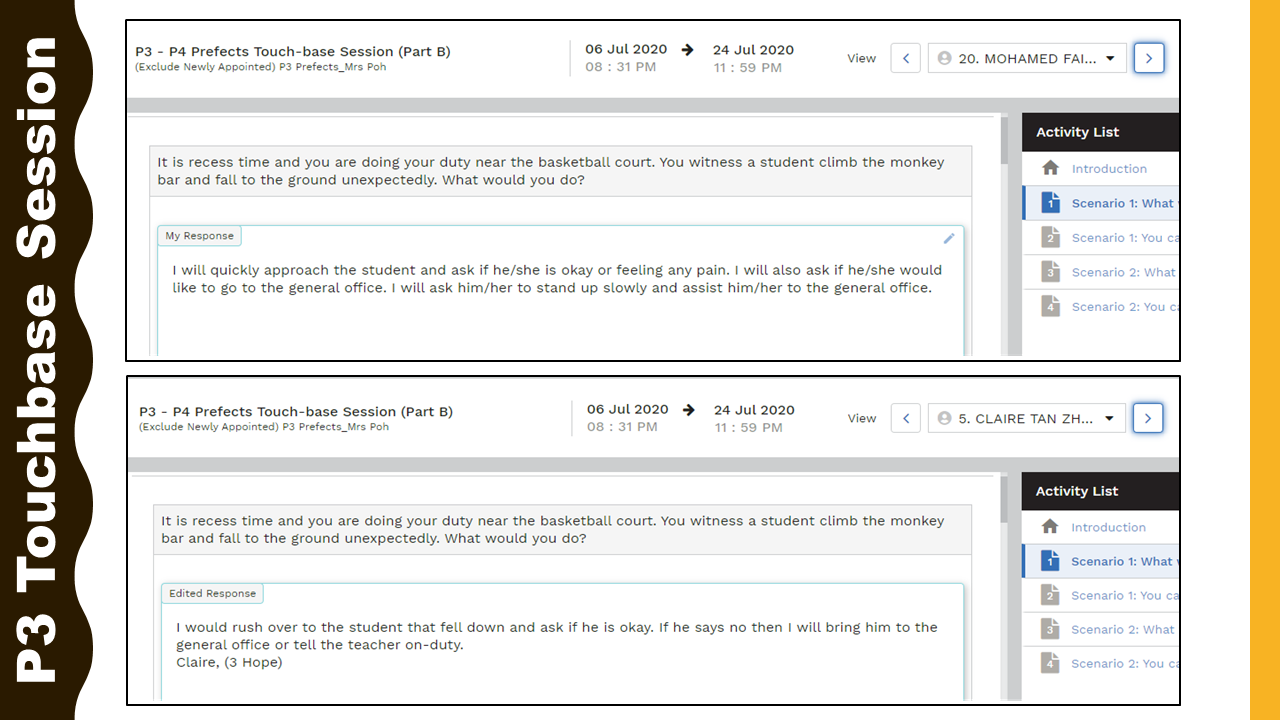 P3 Touchbase Session
P3 - P4 Prefects Touch-base Session (Part B)
(Exclude Newly Appointed) P3 Prefects_Mrs Poh
06 Jul 2020 → 24 Jul 2020
08 : 31 PM 11 : 59 PM
View
20. MOHAMED FAI...
It is recess time and you are doing your duty near the basketball court. You witness a student climb the monkey
bar and fall to the ground unexpectedly. What would you do?
My Response
I will quickly approach the student and ask if he/she is okay or feeling any pain. I will also ask if he/she would
like to go to the general office. I will ask him/her to stand up slowly and assist him/her to the general office.
Activity List
Introduction
1 Scenario 1: What
2 Scenario 1: You ca
3 Scenario 2: What
4 Scenario 2: You ca
P3 - P4 Prefects Touch-base Session (Part B)
(Exclude Newly Appointed) P3 Prefects_Mrs Poh
06 Jul 2020 → 24 Jul 2020
08 : 31 PM 11 : 59 PM
View
5. CLAIRE TAN ZH...
It is recess time and you are doing your duty near the basketball court. You witness a student climb the monkey
bar and fall to the ground unexpectedly. What would you do?
Edited Response
I would rush over to the student that fell down and ask if he is okay. If he says no then I will bring him to the
general office or tell the teacher on-duty.
Claire, (3 Hope)
Activity List
Introduction
1 Scenario 1: What
2 Scenario 1: You ca
3 Scenario 2: What
4 Scenario 2: You ca